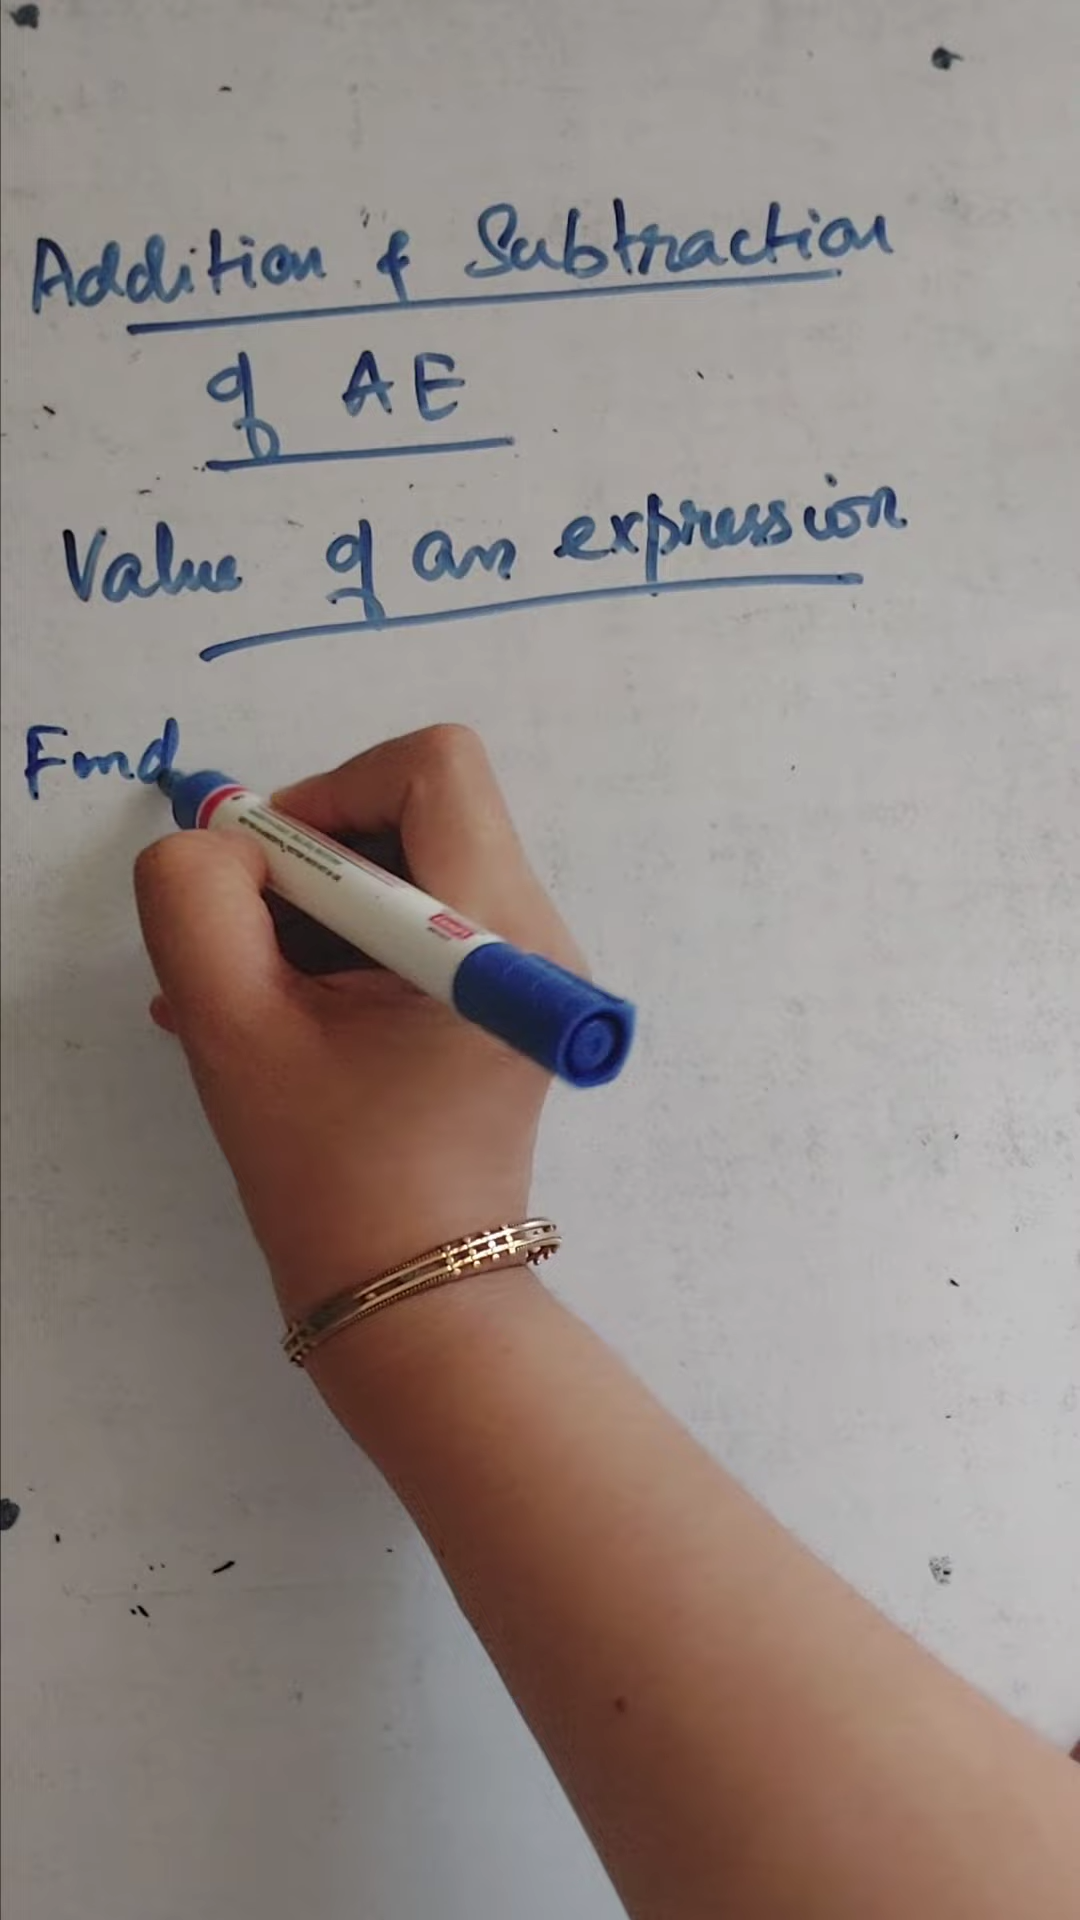 Addition & Subtraction
of AE
Value of an expression
Find